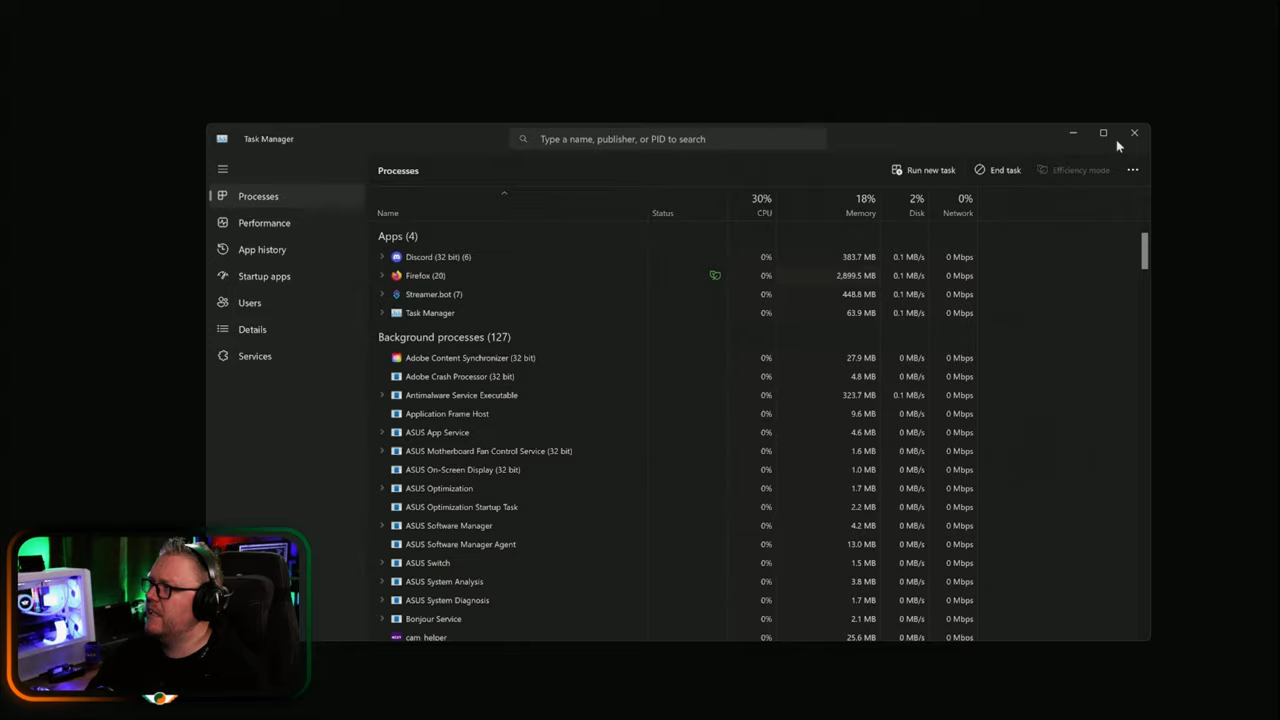 Task Manager
Type a name, publisher, or PID to search
Processes
Run new task
End task
Efficiency mode
Processes
Performance
App history
Startup apps
Users
Details
Services
30% 18% 2% 0%
Name Status CPU Memory Disk Network
Apps (4)
Discord (32 bit) (6) 0% 383.7 MB 0.1 MB/s 0 Mbps
Firefox (20) 0% 2,899.5 MB 0.1 MB/s 0 Mbps
Streamer.bot (7) 0% 448.8 MB 0.1 MB/s 0 Mbps
Task Manager 0% 63.9 MB 0.1 MB/s 0 Mbps
Background processes (127)
Adobe Content Synchronizer (32 bit) 0% 27.9 MB 0 MB/s 0 Mbps
Adobe Crash Processor (32 bit) 0% 4.8 MB 0 MB/s 0 Mbps
Antimalware Service Executable 0% 323.7 MB 0.1 MB/s 0 Mbps
Application Frame Host 0% 9.6 MB 0 MB/s 0 Mbps
ASUS App Service 0% 4.6 MB 0 MB/s 0 Mbps
ASUS Motherboard Fan Control Service (32 bit) 0% 1.6 MB 0 MB/s 0 Mbps
ASUS On-Screen Display (32 bit) 0% 1.0 MB 0 MB/s 0 Mbps
ASUS Optimization 0% 1.7 MB 0 MB/s 0 Mbps
ASUS Optimization Startup Task 0% 2.2 MB 0 MB/s 0 Mbps
ASUS Software Manager 0% 4.2 MB 0 MB/s 0 Mbps
ASUS Software Manager Agent 0% 13.0 MB 0 MB/s 0 Mbps
ASUS Switch 0% 1.5 MB 0 MB/s 0 Mbps
ASUS System Analysis 0% 3.8 MB 0 MB/s 0 Mbps
ASUS System Diagnosis 0% 1.7 MB 0 MB/s 0 Mbps
Bonjour Service 0% 2.1 MB 0 MB/s 0 Mbps
cam_helper 0% 25.6 MB 0 MB/s 0 Mbps